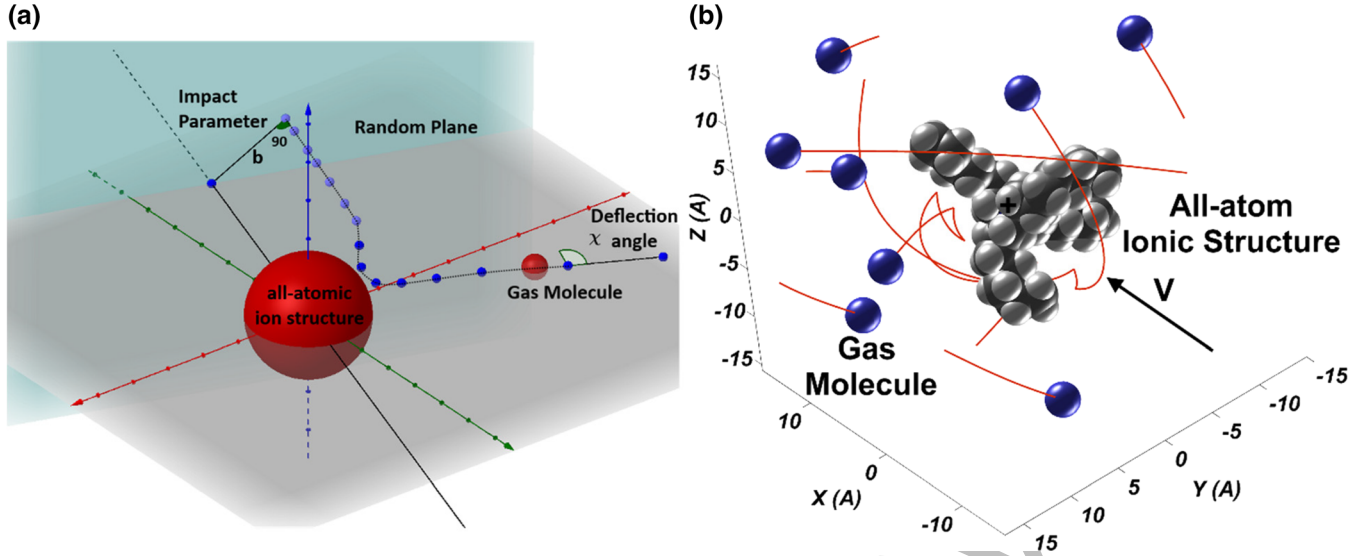 (a)
Impact
Parameter
90
b
Random Plane
Deflection
χ angle
Gas Molecule
all-atomic
ion structure
(b)
15
10
5
0
-5
-10
-15
Z (A)
+
All-atom
Ionic Structure
V
Gas
Molecule
10
0
-10
X (A)
-15
-10
-5
0
5
10
15
Y (A)